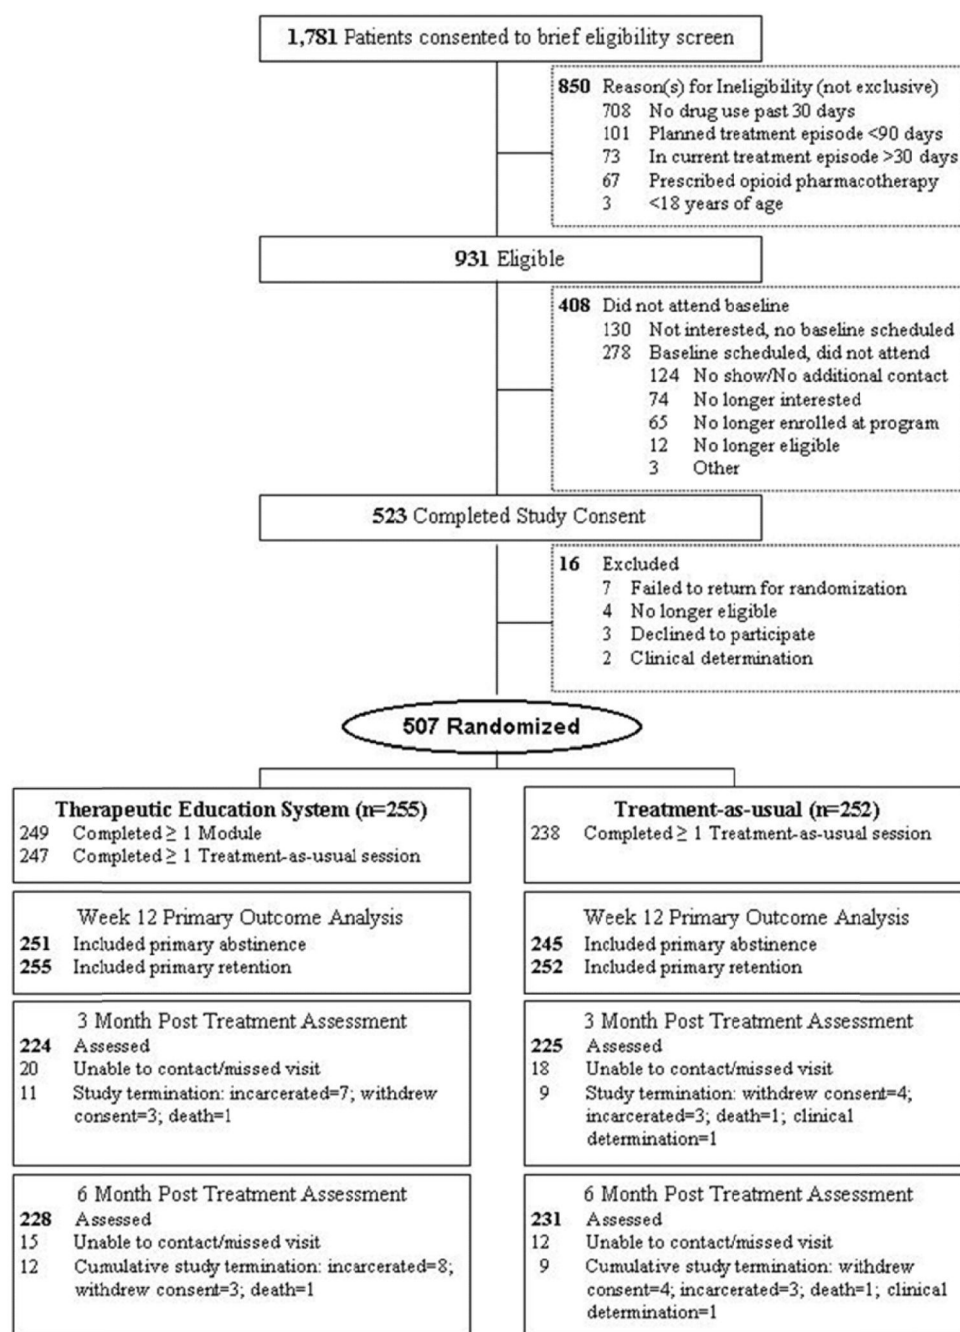 1,781 Patients consented to brief eligibility screen
850 Reason(s) for Ineligibility (not exclusive)
708 No drug use past 30 days
101 Planned treatment episode <90 days
73 In current treatment episode >30 days
67 Prescribed opioid pharmacotherapy
3 <18 years of age
931 Eligible
408 Did not attend baseline
130 Not interested, no baseline scheduled
278 Baseline scheduled, did not attend
124 No show/No additional contact
74 No longer interested
65 No longer enrolled at program
12 No longer eligible
3 Other
523 Completed Study Consent
16 Excluded
7 Failed to return for randomization
4 No longer eligible
3 Declined to participate
2 Clinical determination
507 Randomized
Therapeutic Education System (n=255)
249 Completed ≥ 1 Module
247 Completed ≥ 1 Treatment-as-usual session
Week 12 Primary Outcome Analysis
251 Included primary abstinence
255 Included primary retention
3 Month Post Treatment Assessment
224 Assessed
20 Unable to contact/missed visit
11 Study termination: incarcerated=7; withdrew
consent=3; death=1
6 Month Post Treatment Assessment
228 Assessed
15 Unable to contact/missed visit
12 Cumulative study termination: incarcerated=8;
withdrew consent=3; death=1
Treatment-as-usual (n=252)
238 Completed ≥ 1 Treatment-as-usual session
Week 12 Primary Outcome Analysis
245 Included primary abstinence
252 Included primary retention
3 Month Post Treatment Assessment
225 Assessed
18 Unable to contact/missed visit
9 Study termination: withdrew consent=4;
incarcerated=3; death=1; clinical
determination=1
6 Month Post Treatment Assessment
231 Assessed
12 Unable to contact/missed visit
9 Cumulative study termination: withdrew
consent=4; incarcerated=3; death=1; clinical
determination=1